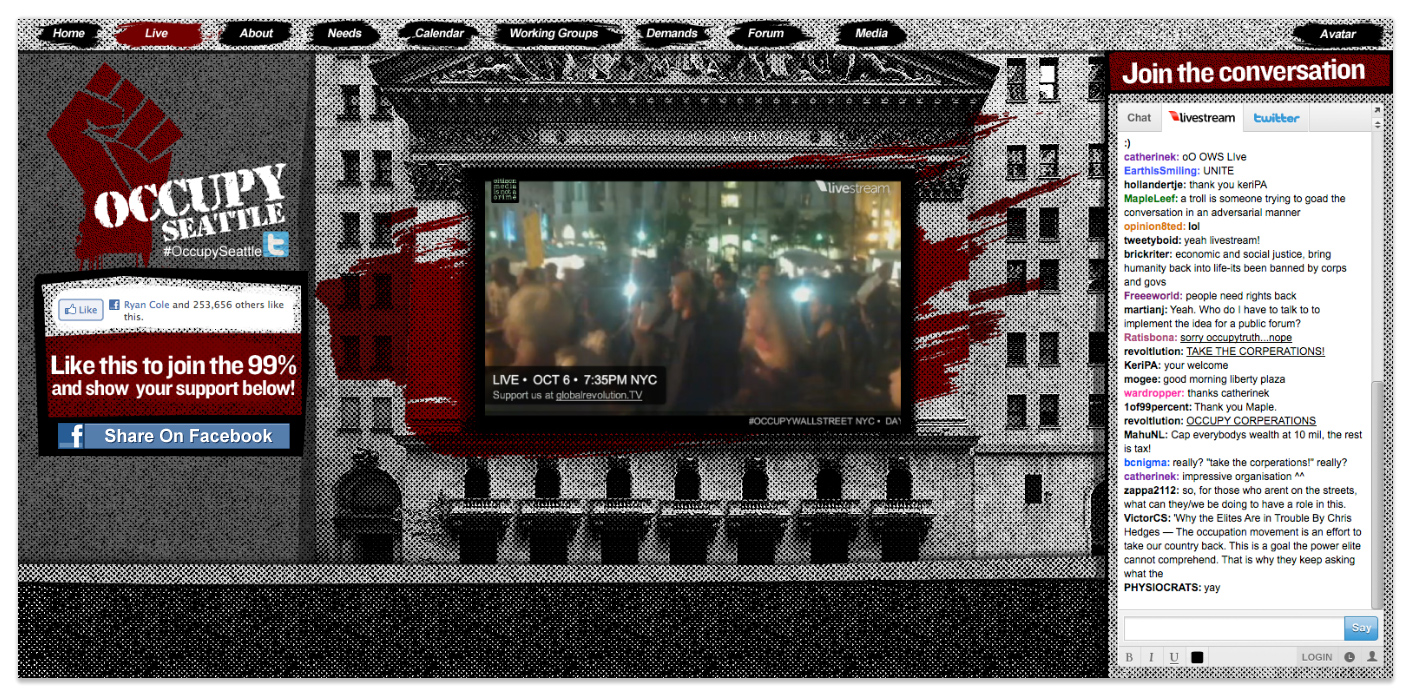 Home
Live
About
Needs
Calendar
Working Groups
Demands
Forum
Media
Avatar
OCCUPY
SEATTLE
#OccupySeattle
Like
Ryan Cole and 253,656 others like
this.
Like this to join the 99%
and show your support below!
Share On Facebook
citizen
media
is not a
crime
livestream
LIVE • OCT 6 • 7:35PM NYC
Support us at globalrevolution.TV
#OCCUPYWALLSTREET NYC • DAY
Join the conversation
Chat
livestream
twitter
:)
catherinek: oO OWS LIve
EarthisSmiling: UNITE
hollandertje: thank you keriPA
MapleLeef: a troll is someone trying to goad the
conversation in an adversarial manner
opinion8ted: lol
tweetyboid: yeah livestream!
brickriter: economic and social justice, bring
humanity back into life-its been banned by corps
and govs
Freeeworld: people need rights back
martianj: Yeah. Who do I have to talk to to
implement the idea for a public forum?
Ratisbona: sorry occupytruth...nope
revoltlution: TAKE THE CORPERATIONS!
KeriPA: your welcome
mogee: good morning liberty plaza
wardropper: thanks catherinek
1of99percent: Thank you Maple.
revoltlution: OCCUPY CORPERATIONS
MahuNL: Cap everybodys wealth at 10 mil, the rest
is tax!
bcnigma: really? "take the corperations!" really?
catherinek: impressive organisation ^^
zappa2112: so, for those who arent on the streets,
what can they/we be doing to have a role in this.
VictorCS: 'Why the Elites Are in Trouble By Chris
Hedges — The occupation movement is an effort to
take our country back. This is a goal the power elite
cannot comprehend. That is why they keep asking
what the
PHYSiOCRATS: yay
Say
B I U
LOGIN